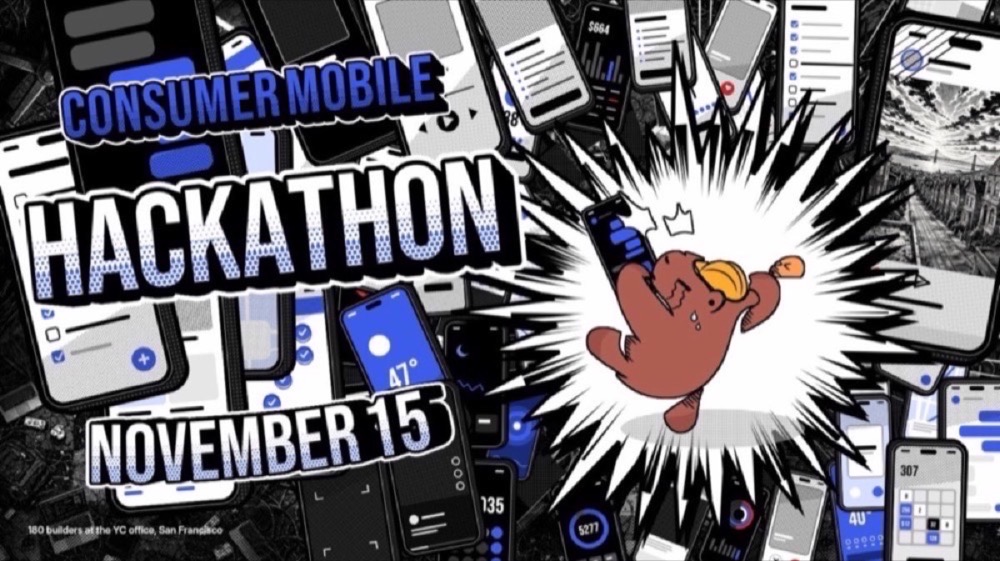 CONSUMER MOBILE
HACKATHON
NOVEMBER 15
180 builders at the YC office, San Francisco
$664
47°
035
5277
40°
307